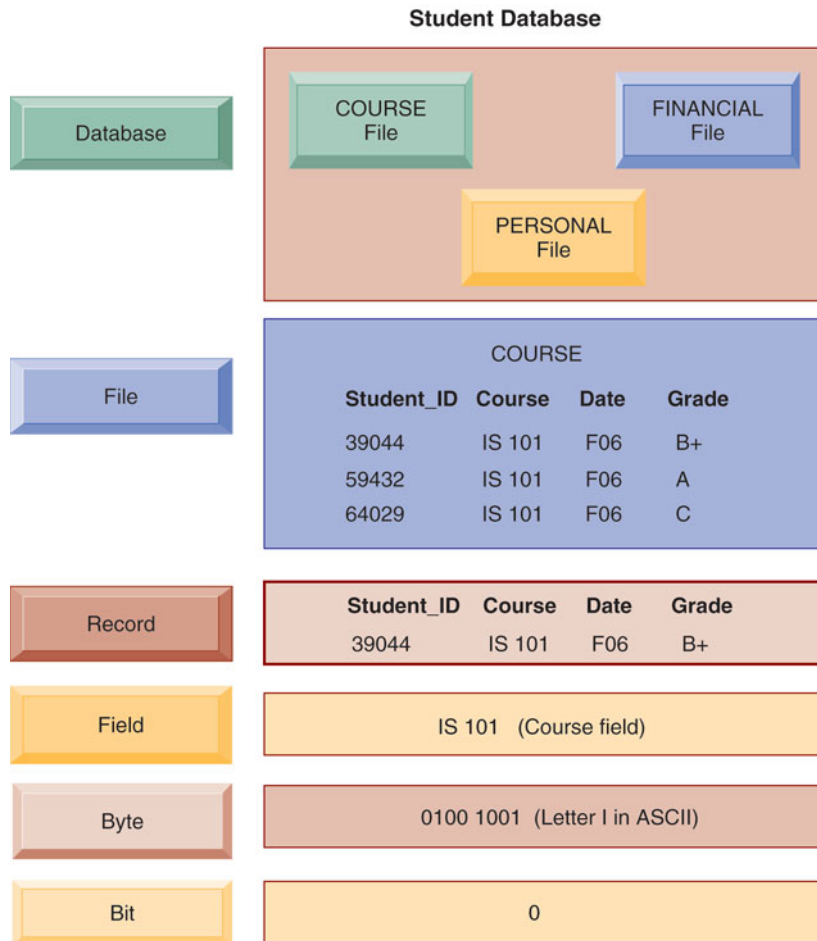 Student Database
Database
COURSE
File
FINANCIAL
File
PERSONAL
File
File
COURSE
Student_ID Course Date Grade
39044 IS 101 F06 B+
59432 IS 101 F06 A
64029 IS 101 F06 C
Record
Student_ID Course Date Grade
39044 IS 101 F06 B+
Field
IS 101 (Course field)
Byte
0100 1001 (Letter I in ASCII)
Bit
0